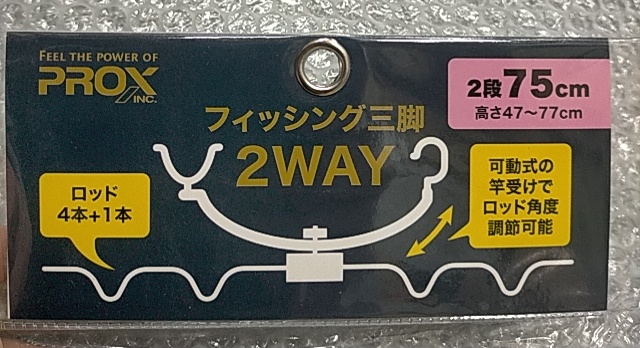 FEEL THE POWER OF
PROX
INC.
2段75cm
高さ47〜77cm
フィッシング三脚
2WAY
ロッド
4本+1本
可動式の
竿受けで
ロッド角度
調節可能